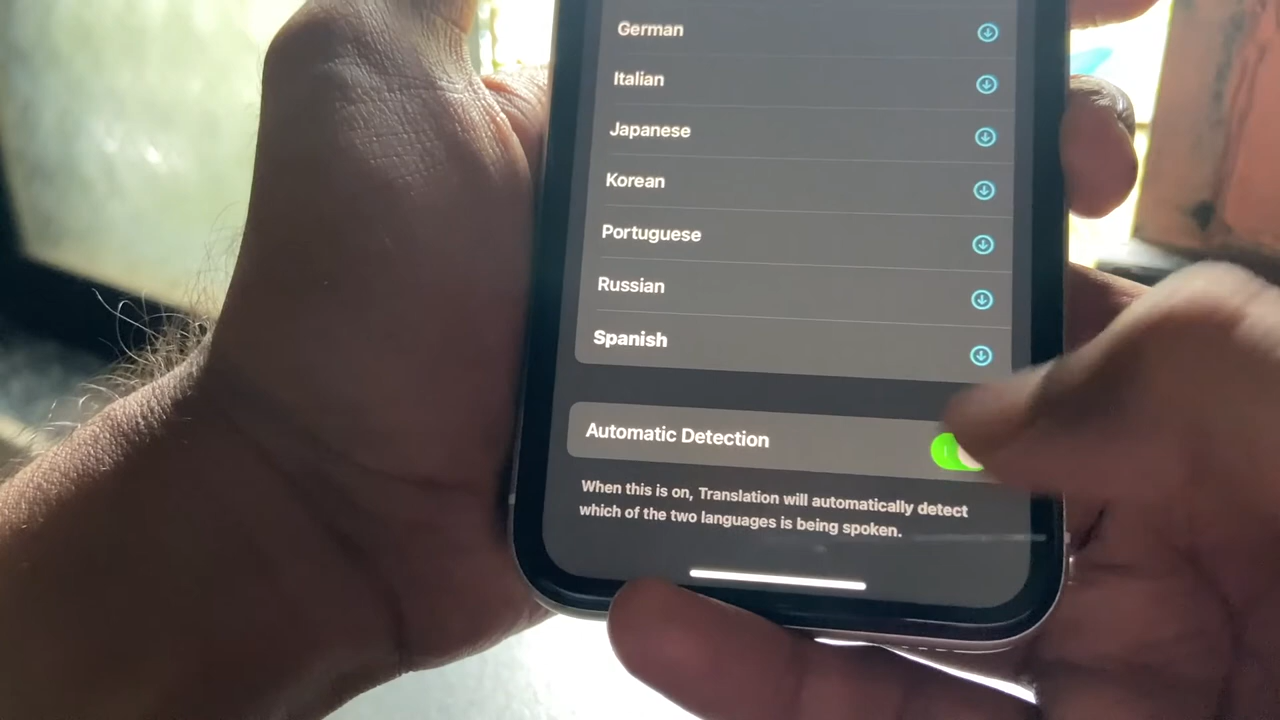 German
Italian
Japanese
Korean
Portuguese
Russian
Spanish
Automatic Detection
When this is on, Translation will automatically detect
which of the two languages is being spoken.